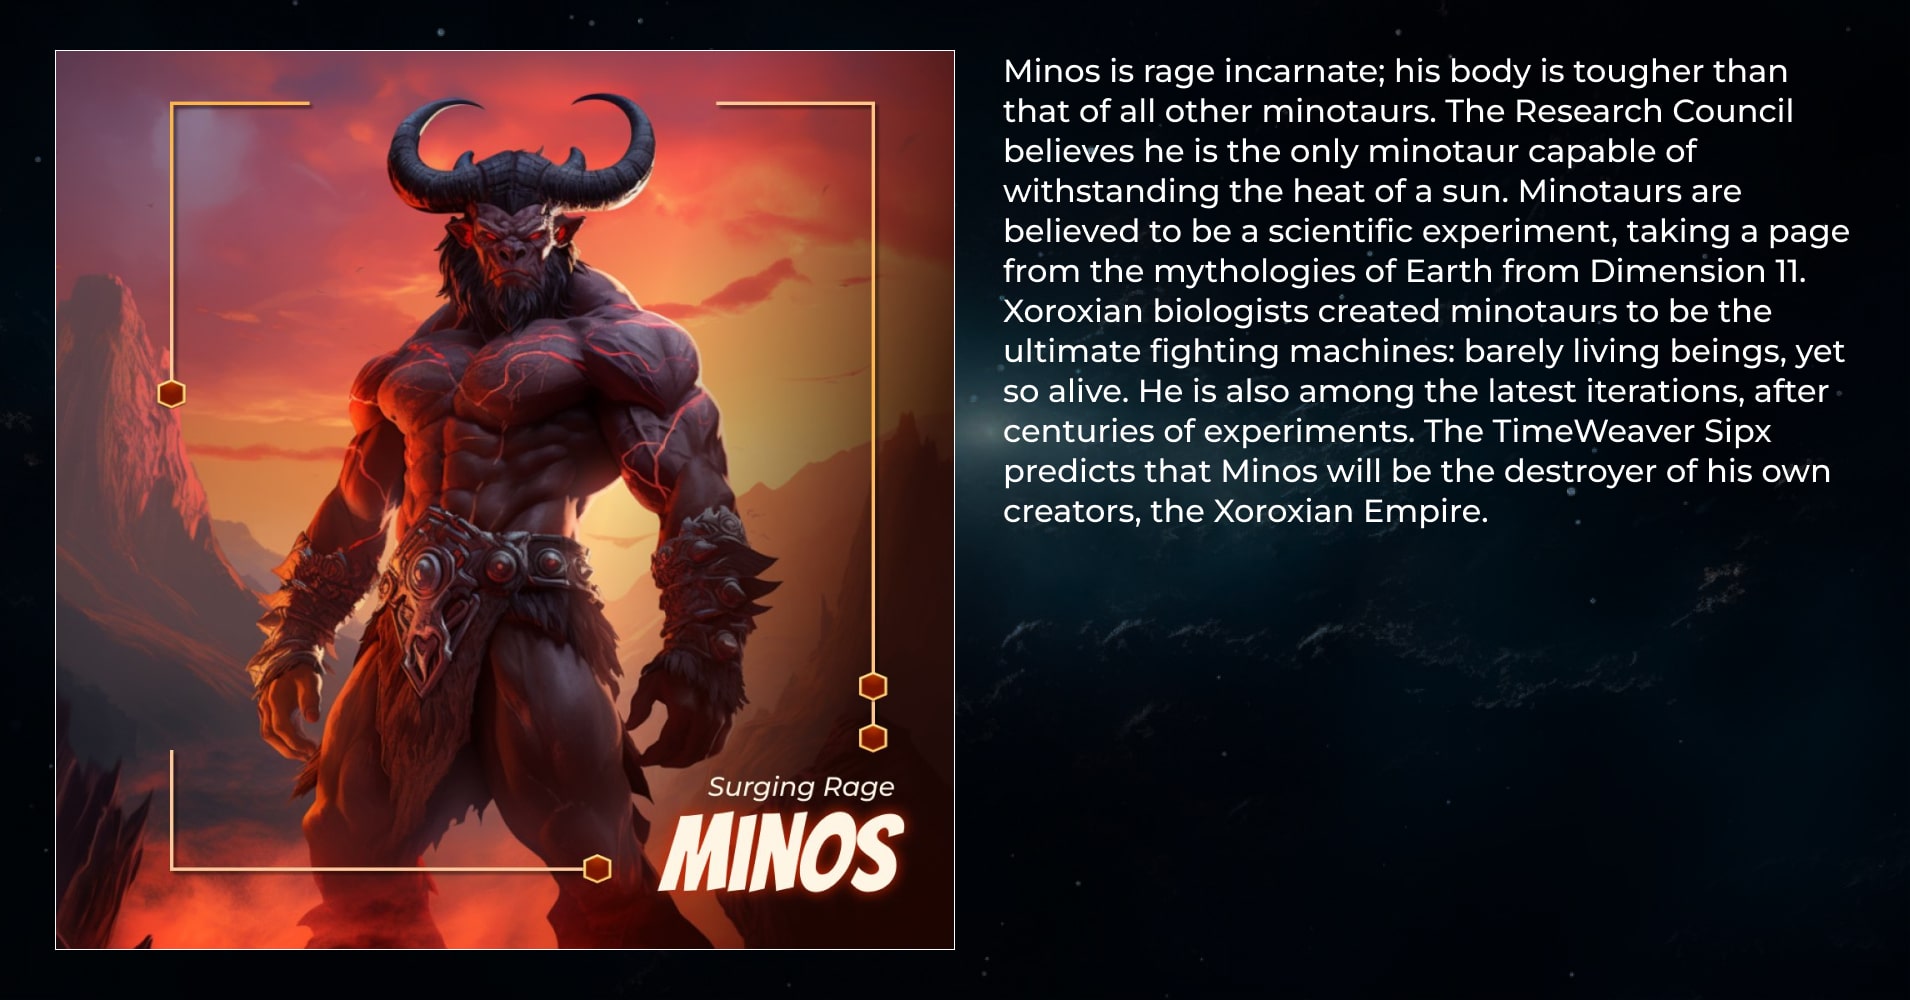 Surging Rage
MINOS
Minos is rage incarnate; his body is tougher than
that of all other minotaurs. The Research Council
believes he is the only minotaur capable of
withstanding the heat of a sun. Minotaurs are
believed to be a scientific experiment, taking a page
from the mythologies of Earth from Dimension 11.
Xoroxian biologists created minotaurs to be the
ultimate fighting machines: barely living beings, yet
so alive. He is also among the latest iterations, after
centuries of experiments. The TimeWeaver Sipx
predicts that Minos will be the destroyer of his own
creators, the Xoroxian Empire.